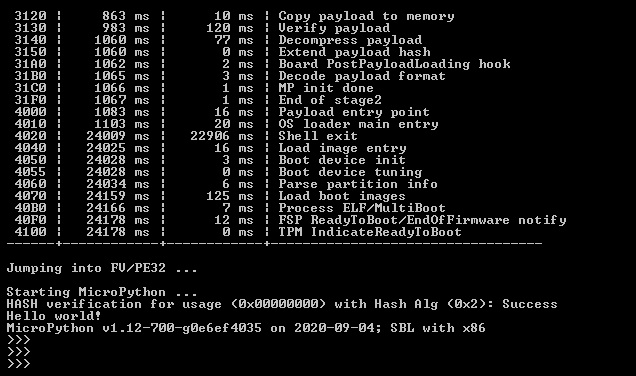 3120 |    863 ms |    10 ms | Copy payload to memory
3130 |    983 ms |   120 ms | Verify payload
3140 |   1060 ms |    77 ms | Decompress payload
3150 |   1060 ms |     0 ms | Extend payload hash
31A0 |   1062 ms |     2 ms | Board PostPayloadLoading hook
31B0 |   1065 ms |     3 ms | Decode payload format
31C0 |   1066 ms |     1 ms | MP init done
31F0 |   1067 ms |     1 ms | End of stage2
4000 |   1083 ms |    16 ms | Payload entry point
4010 |   1103 ms |    20 ms | OS loader main entry
4020 |  24009 ms | 22906 ms | Shell exit
4040 |  24025 ms |    16 ms | Load image entry
4050 |  24028 ms |     3 ms | Boot device init
4055 |  24028 ms |     0 ms | Boot device tuning
4060 |  24034 ms |     6 ms | Parse partition info
4070 |  24159 ms |   125 ms | Load boot images
40B0 |  24166 ms |     7 ms | Process ELF/MultiBoot
40F0 |  24178 ms |    12 ms | FSP ReadyToBoot/EndOfFirmware notify
4100 |  24178 ms |     0 ms | TPM IndicateReadyToBoot
------+------------+------------+---------------------------------
Jumping into FV/PE32 ...
Starting MicroPython ...
HASH verification for usage (0x00000000) with Hash Alg (0x2): Success
Hello world!
MicroPython v1.12-700-g0e6ef4035 on 2020-09-04; SBL with x86
>>>
>>>
>>>